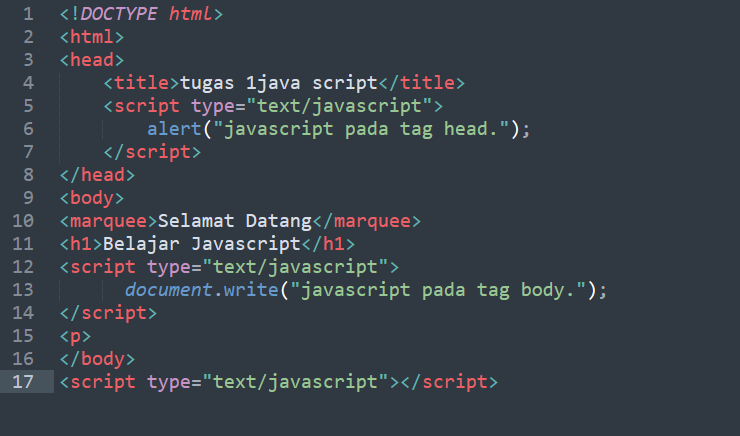 1 <!DOCTYPE html>
2 <html>
3 <head>
4     <title>tugas 1java script</title>
5     <script type="text/javascript">
6         alert("javascript pada tag head.");
7     </script>
8 </head>
9 <body>
10 <marquee>Selamat Datang</marquee>
11 <h1>Belajar Javascript</h1>
12 <script type="text/javascript">
13       document.write("javascript pada tag body.");
14 </script>
15 <p>
16 </body>
17 <script type="text/javascript"></script>